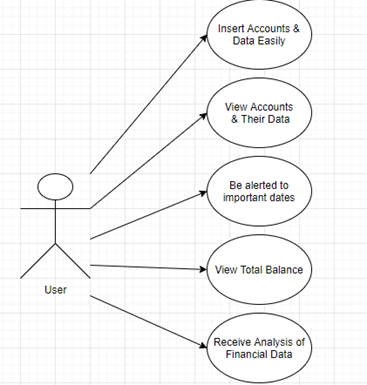 Insert Accounts &
Data Easily
View Accounts
& Their Data
Be alerted to
important dates
View Total Balance
User
Receive Analysis of
Financial Data